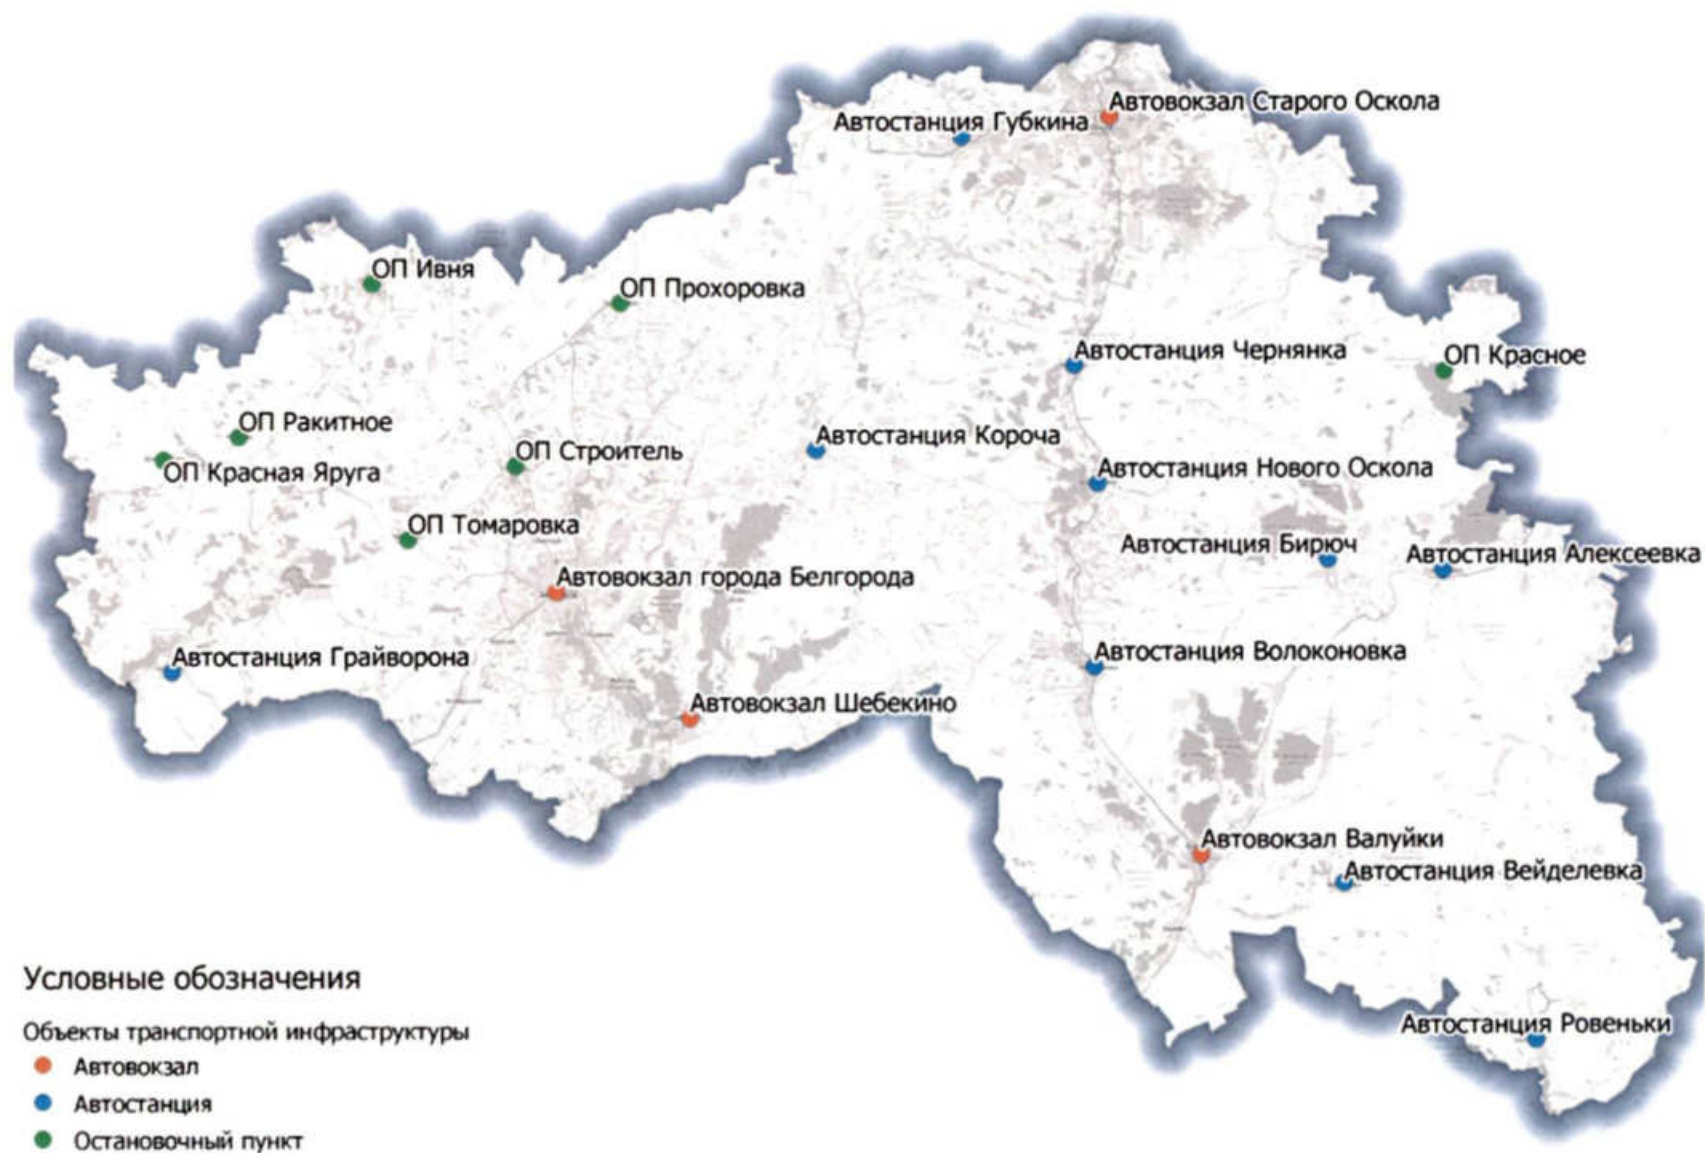 Автовокзал Старого Оскола
Автостанция Губкина
ОП Ивня
ОП Прохоровка
Автостанция Чернянка
ОП Красное
ОП Ракитное
Автостанция Короча
ОП Строитель
ОП Красная Яруга
Автостанция Нового Оскола
ОП Томаровка
Автостанция Бирюч
Автостанция Алексеевка
Автовокзал города Белгорода
Автостанция Грайворона
Автостанция Волоконовка
Автовокзал Шебекино
Автовокзал Валуйки
Автостанция Вейделевка
Автостанция Ровеньки
Условные обозначения
Объекты транспортной инфраструктуры
Автовокзал
Автостанция
Остановочный пункт